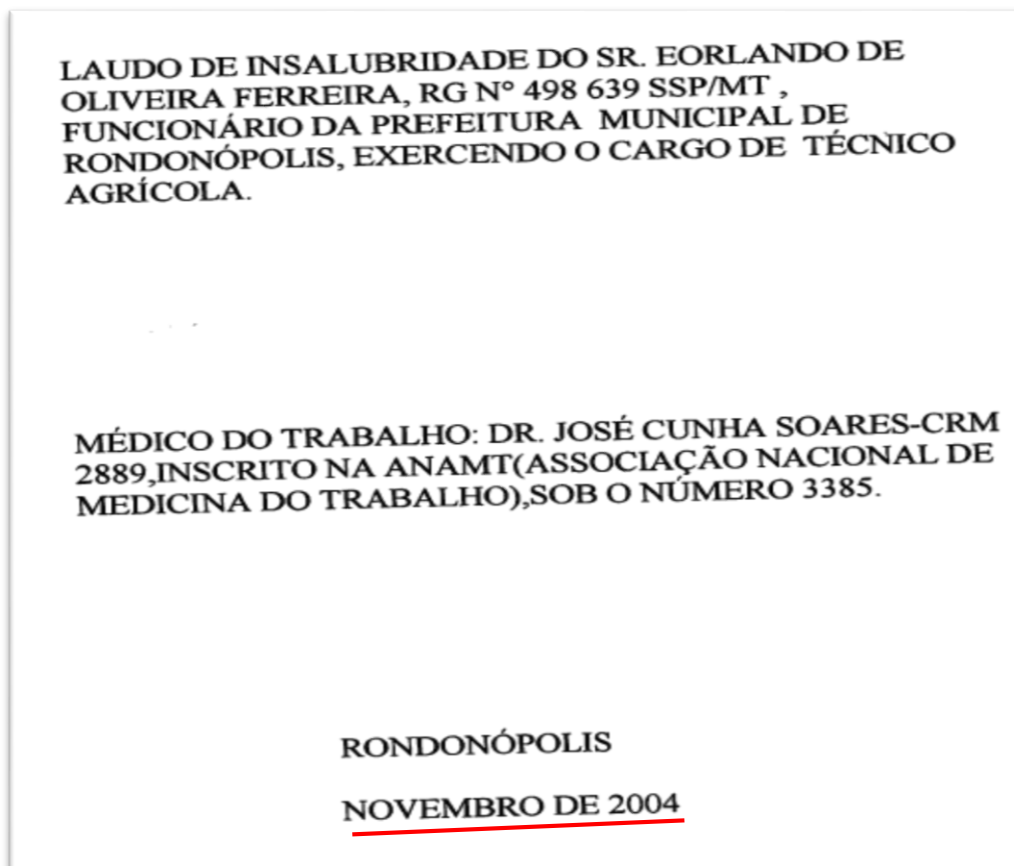 LAUDO DE INSALUBRIDADE DO SR. EORLANDO DE
OLIVEIRA FERREIRA, RG N° 498 639 SSP/MT ,
FUNCIONÁRIO DA PREFEITURA MUNICIPAL DE
RONDONÓPOLIS, EXERCENDO O CARGO DE TÉCNICO
AGRÍCOLA.
MÉDICO DO TRABALHO: DR. JOSÉ CUNHA SOARES-CRM
2889,INSCRITO NA ANAMT(ASSOCIAÇÃO NACIONAL DE
MEDICINA DO TRABALHO),SOB O NÚMERO 3385.
RONDONÓPOLIS
NOVEMBRO DE 2004